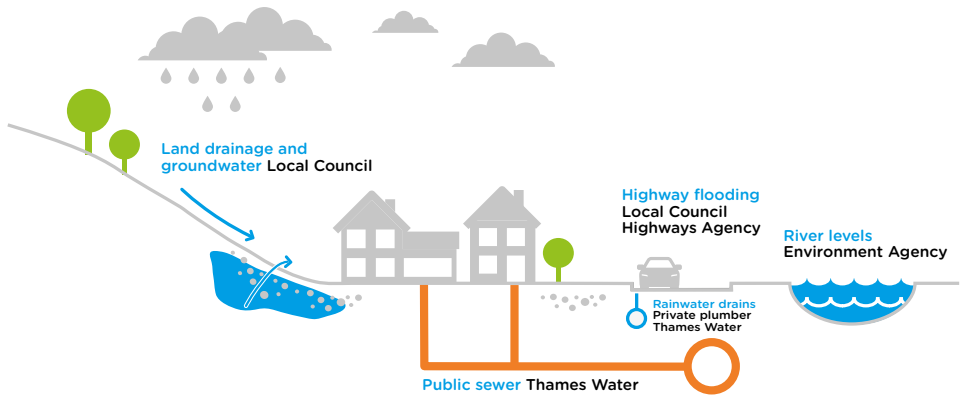 Land drainage and
groundwater Local Council
Highway flooding
Local Council
Highways Agency
River levels
Environment Agency
Rainwater drains
Private plumber
Thames Water
Public sewer Thames Water